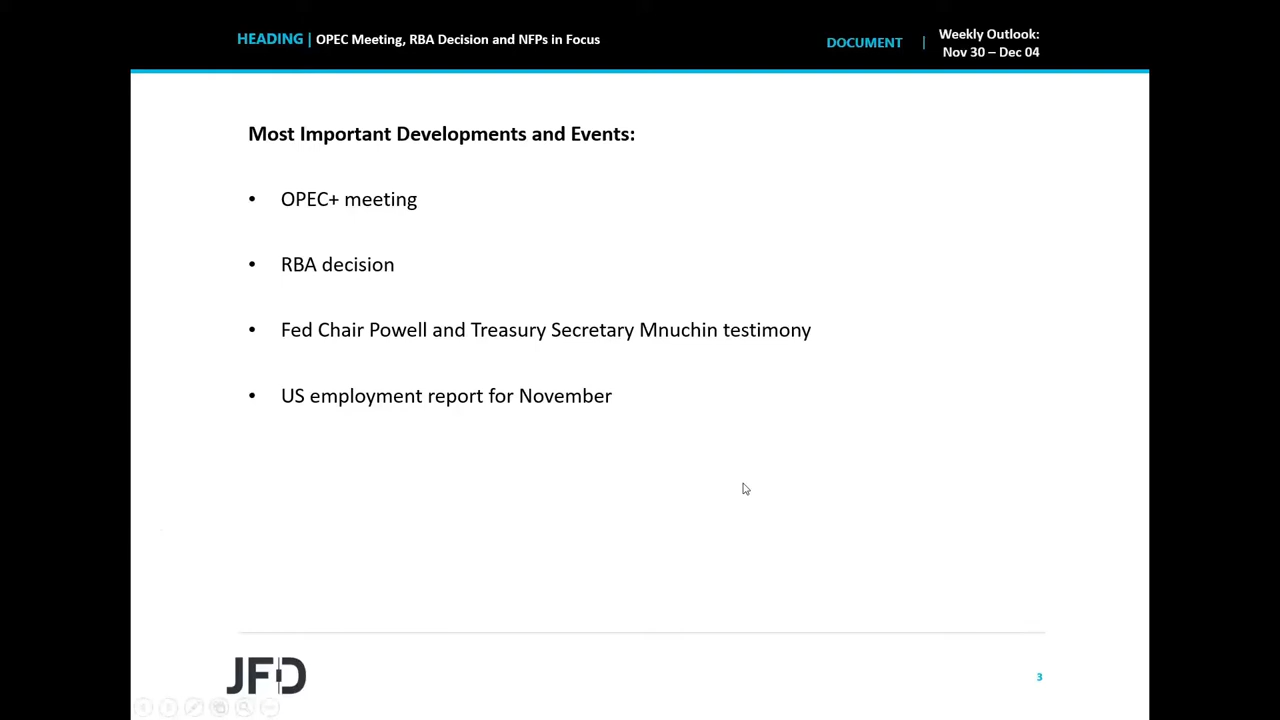 HEADING | OPEC Meeting, RBA Decision and NFPs in Focus
DOCUMENT | Weekly Outlook:
Nov 30 – Dec 04
Most Important Developments and Events:
• OPEC+ meeting
• RBA decision
• Fed Chair Powell and Treasury Secretary Mnuchin testimony
• US employment report for November
JFD
3